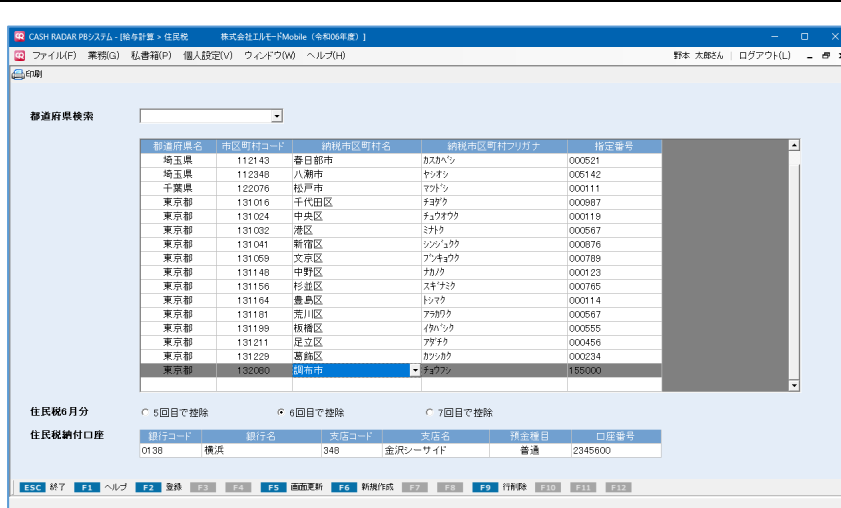 CASH RADAR PBシステム - [給与計算 > 住民税　　株式会社エルモードMobile（令和06年度）]
ファイル(F)　業務(G)　私書箱(P)　個人設定(V)　ウィンドウ(W)　ヘルプ(H)　野本 太郎さん | ログアウト(L)
印刷
都道府県検索
都道府県名 市区町村コード 納税市区町村名 納税市区町村フリガナ 指定番号
埼玉県 112143 春日部市 ｶｽｶﾍﾞｼ 000521
埼玉県 112348 八潮市 ﾔｼｵｼ 005142
千葉県 122076 松戸市 ﾏﾂﾄﾞｼ 000111
東京都 131016 千代田区 ﾁﾖﾀﾞｸ 000987
東京都 131024 中央区 ﾁｭｳｵｳｸ 000119
東京都 131032 港区 ﾐﾅﾄｸ 000567
東京都 131041 新宿区 ｼﾝｼﾞｭｸｸ 000876
東京都 131059 文京区 ﾌﾞﾝｷｮｳｸ 000789
東京都 131148 中野区 ﾅｶﾉｸ 000123
東京都 131156 杉並区 ｽｷﾞﾅﾐｸ 000765
東京都 131164 豊島区 ﾄｼﾏｸ 000114
東京都 131181 荒川区 ｱﾗｶﾜｸ 000567
東京都 131199 板橋区 ｲﾀﾊﾞｼｸ 000555
東京都 131211 足立区 ｱﾀﾞﾁｸ 000456
東京都 131229 葛飾区 ｶﾂｼｶｸ 000234
東京都 132080 調布市 ﾁｮｳﾌｼ 155000
住民税6月分 5回目で控除 6回目で控除 7回目で控除
住民税納付口座 銀行コード 銀行名 支店コード 支店名 預金種目 口座番号
0138 横浜 348 金沢シーサイド 普通 2345600
ESC 終了 F1 ヘルプ F2 登録 F3 F4 F5 画面更新 F6 新規作成 F7 F8 F9 行削除 F10 F11 F12